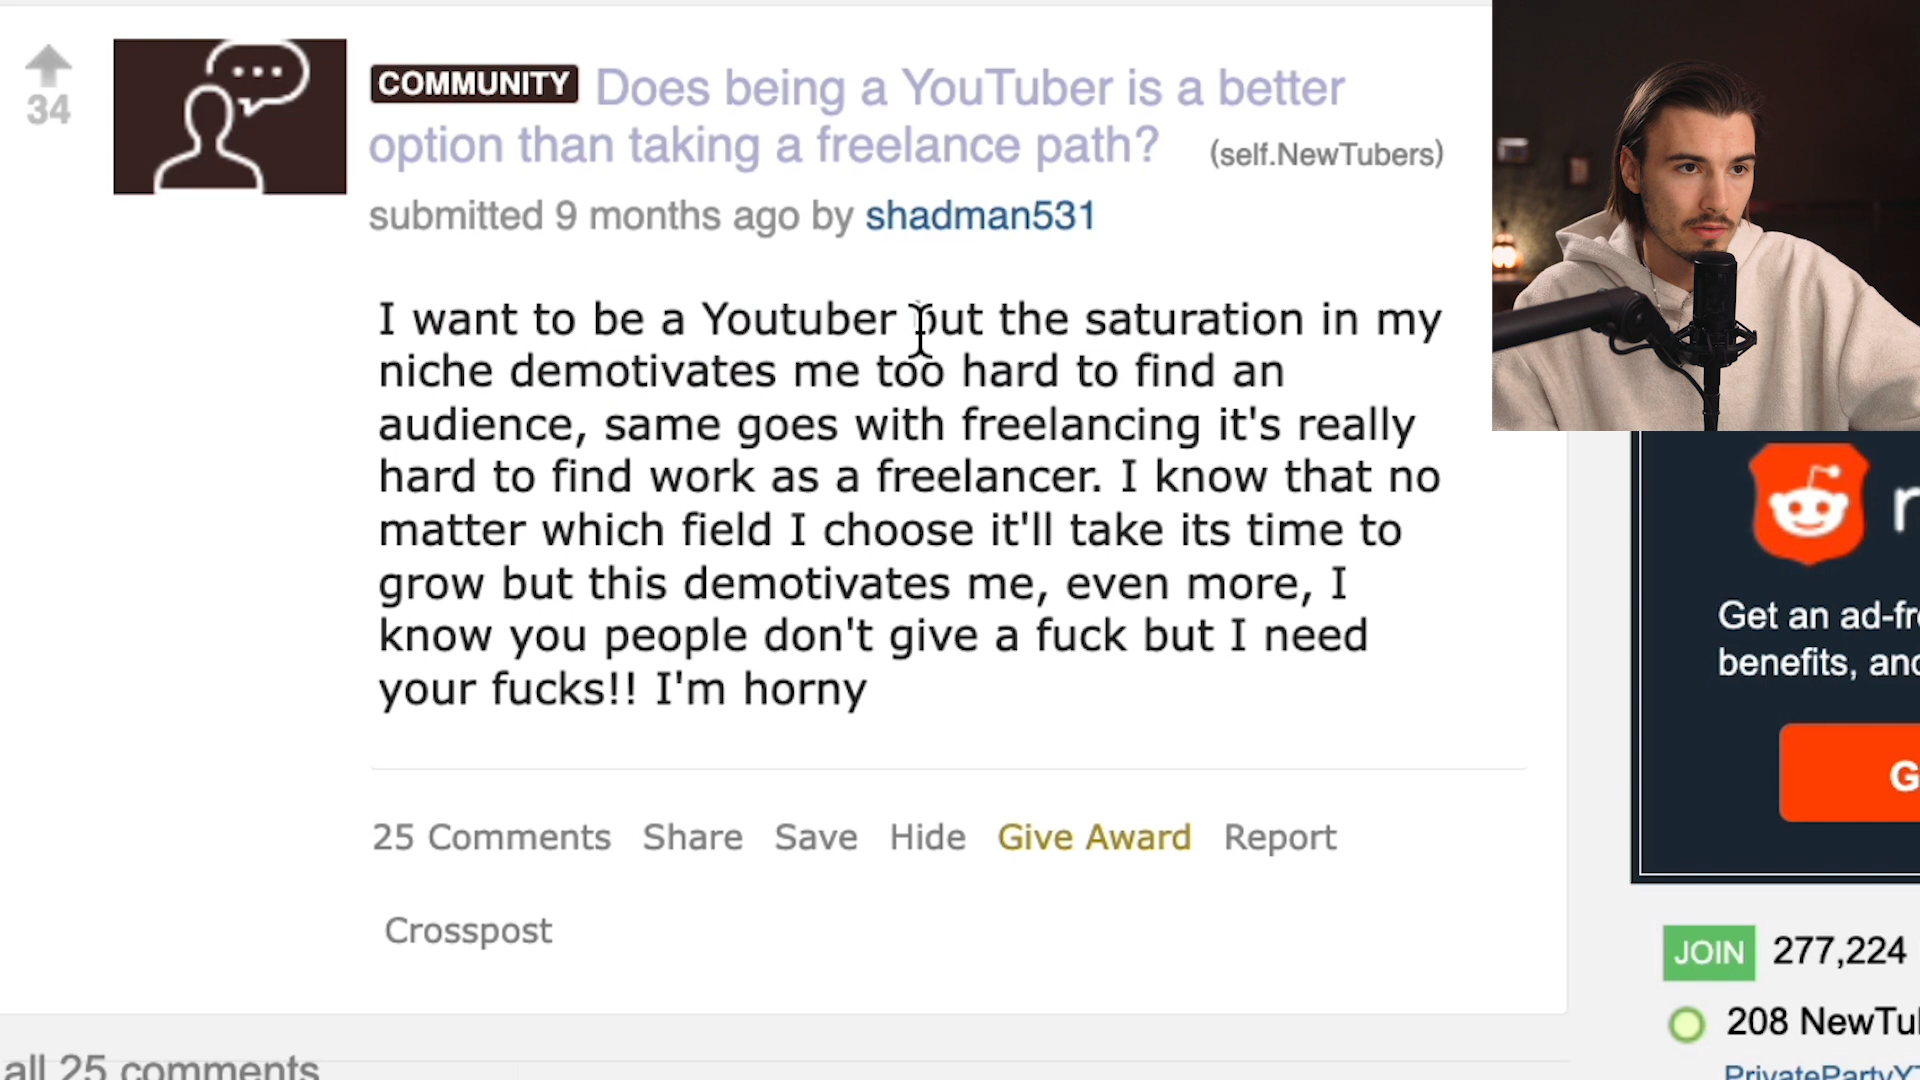 34
COMMUNITY Does being a YouTuber is a better
option than taking a freelance path? (self.NewTubers)
submitted 9 months ago by shadman531
I want to be a Youtuber but the saturation in my
niche demotivates me too hard to find an
audience, same goes with freelancing it's really
hard to find work as a freelancer. I know that no
matter which field I choose it'll take its time to
grow but this demotivates me, even more, I
know you people don't give a fuck but I need
your fucks!! I'm horny
25 Comments Share Save Hide Give Award Report
Crosspost
all 25 comments
r
Get an ad-fr
benefits, an
G
JOIN 277,224
208 NewTu
PrivatePartyY